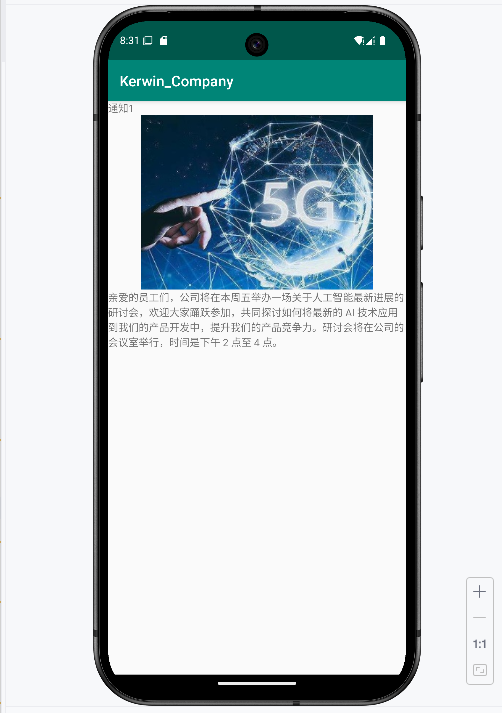 8:31
Kerwin_Company
通知1
5G
亲爱的员工们，公司将在本周五举办一场关于人工智能最新进展的
研讨会，欢迎大家踊跃参加，共同探讨如何将最新的 AI 技术应用
到我们的产品开发中，提升我们的产品竞争力。研讨会将在公司的
会议室举行，时间是下午 2 点至 4 点。
1:1